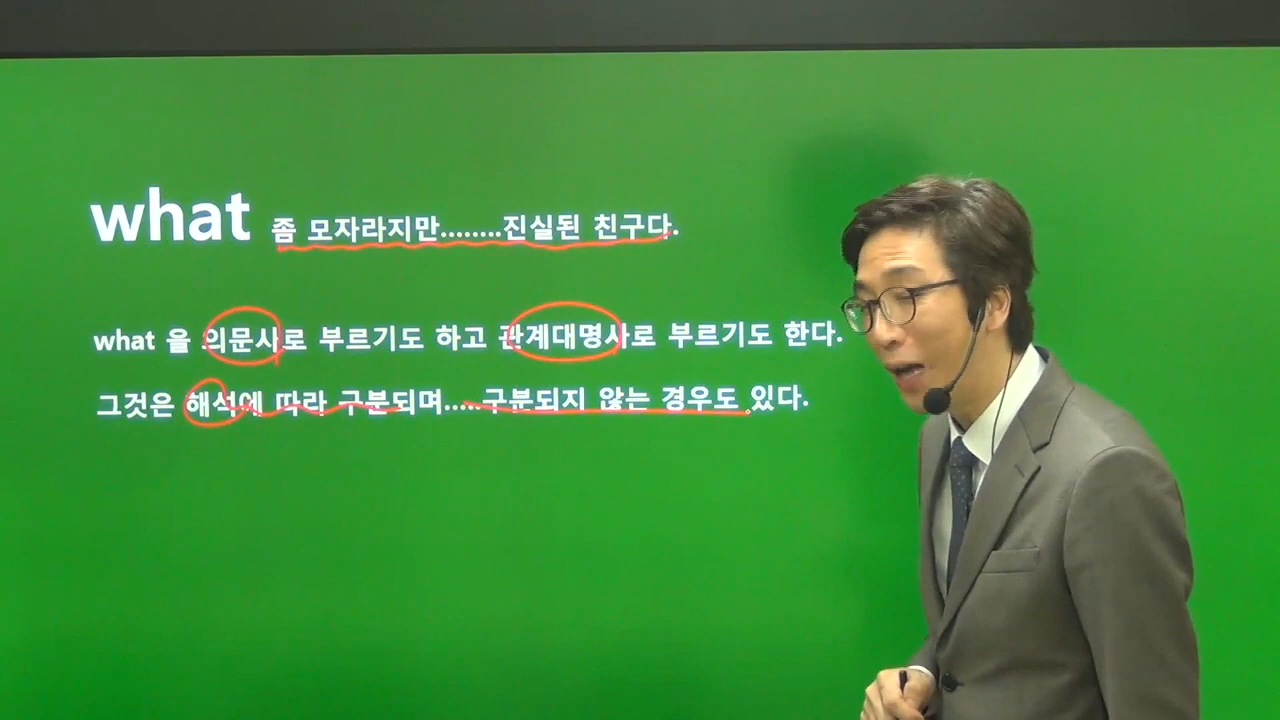 what 좀 모자라지만........진실된 친구다.
what 을 의문사로 부르기도 하고 관계대명사로 부르기도 한다.
그것은 해석에 따라 구분되며.....구분되지 않는 경우도 있다.